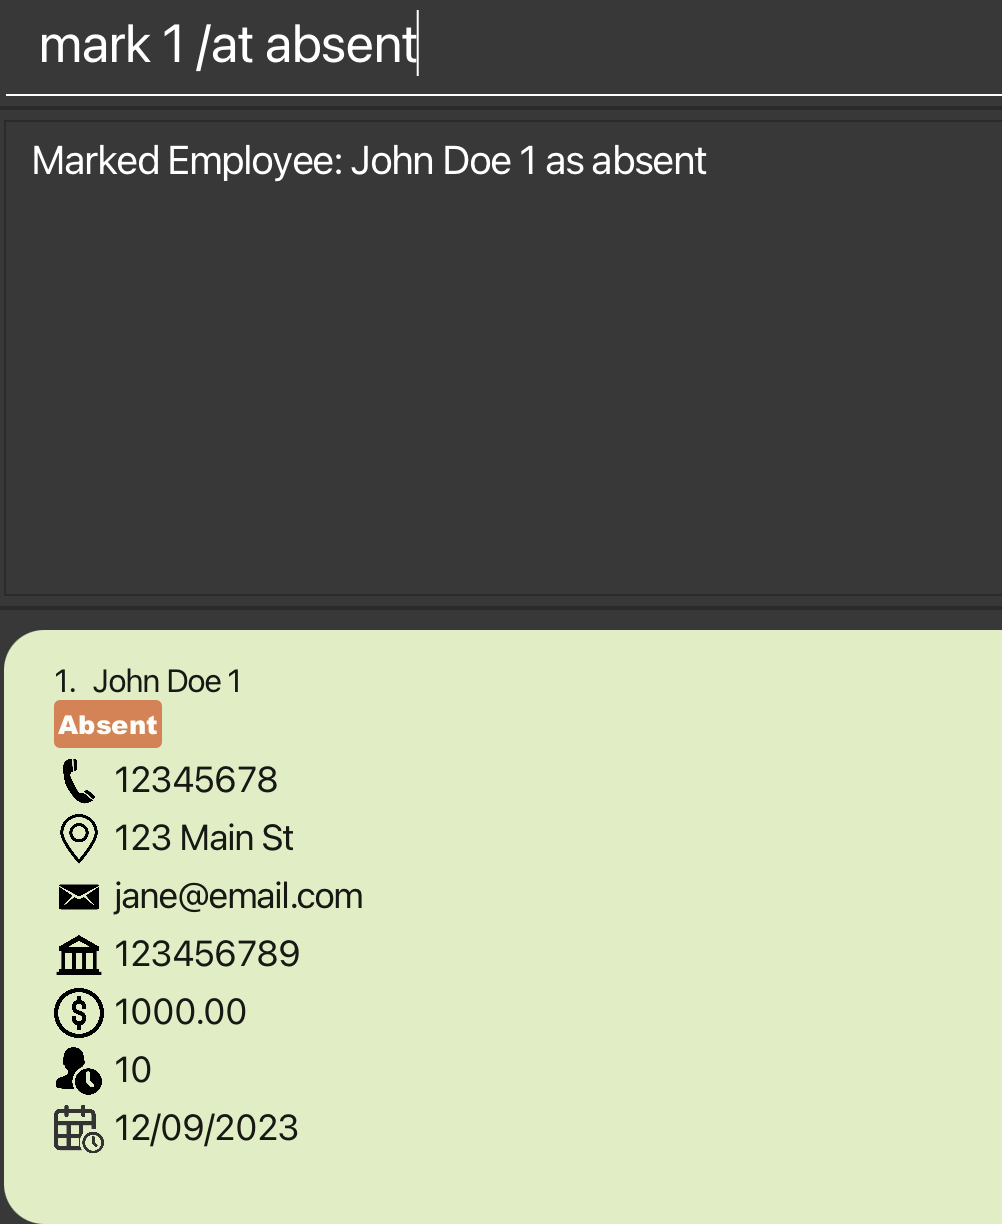 mark 1 /at absent
Marked Employee: John Doe 1 as absent
1. John Doe 1
Absent
12345678
123 Main St
jane@email.com
123456789
1000.00
10
12/09/2023